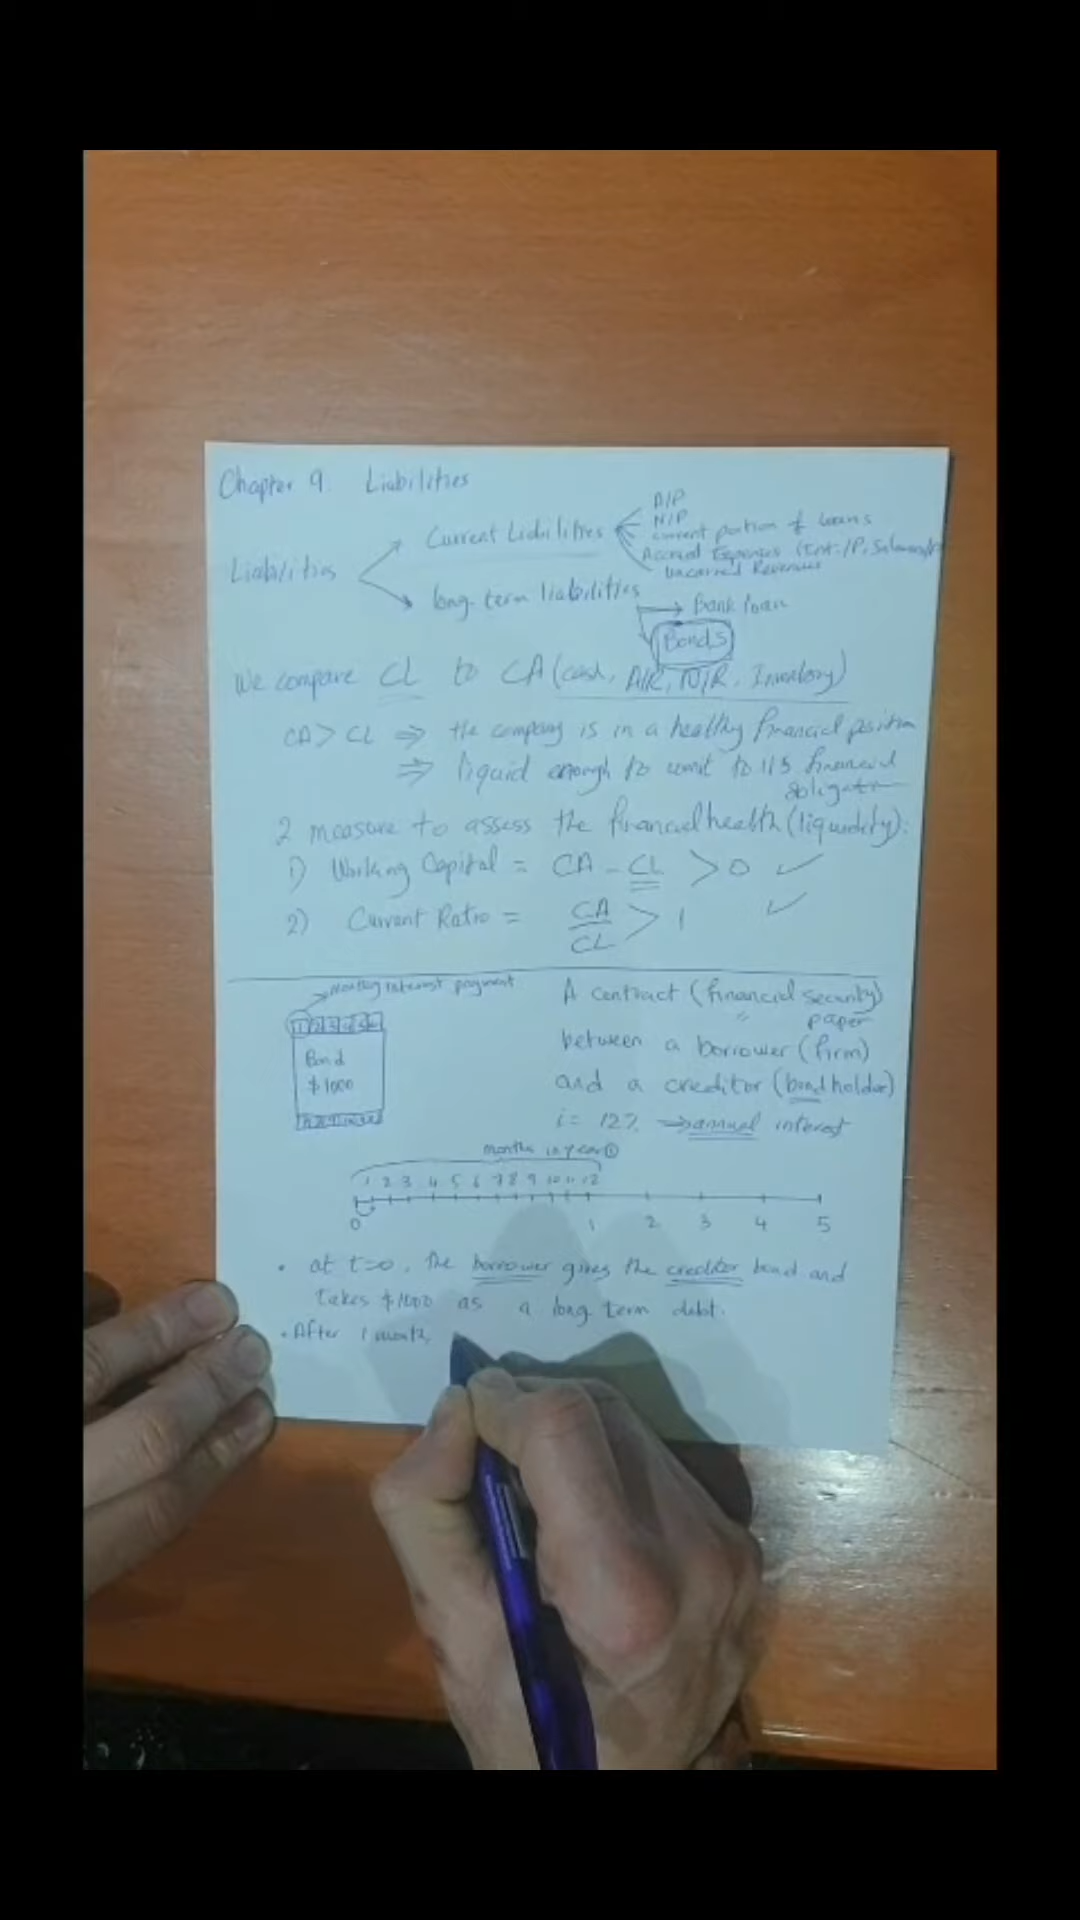 Chapter 9: Liabilities
A/P
N/P
Current Liabilities
current portion of loans
Accrued Expenses (Int./P, Salaries/P
Liabilities
Unearned Revenues
long-term liabilities
Bank loan
Bonds
We compare CL to CA (cash, A/R, N/R, Inventory)
CA > CL ⇒ the company is in a healthy financial position
⇒ liquid enough to to its financial
2 measure to assess the financial health (liquidity):
1) Working Capital = CA - CL > 0 ✓
2) Current Ratio = CA/CL > 1 ✓
monthly interest payment
Bond
$1000
A contract (financial security)
paper
between a borrower (firm)
and a creditor (bondholder)
i = 12% → annual interest
months in year ①
1 2 3 4 5 6 7 8 9 10 11 12
0 1 2 3 4 5
• at t=0, the borrower gives the creditor bond and
takes $1000 as a long term debt.
• After 1 month,